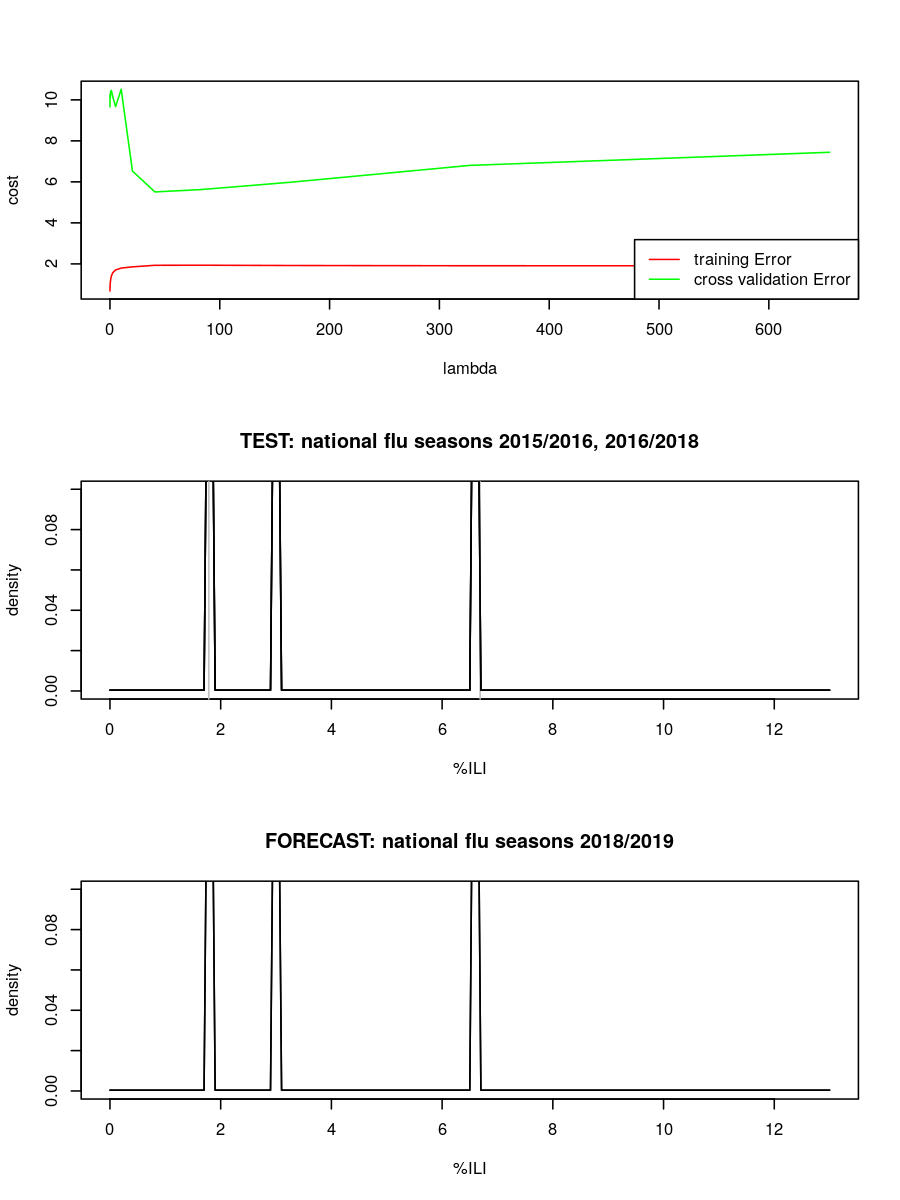 10
8
6
4
2
cost
training Error
cross validation Error
0 100 200 300 400 500 600
lambda
TEST: national flu seasons 2015/2016, 2016/2018
0.08
0.04
0.00
density
0 2 4 6 8 10 12
%ILI
FORECAST: national flu seasons 2018/2019
0.08
0.04
0.00
density
0 2 4 6 8 10 12
%ILI